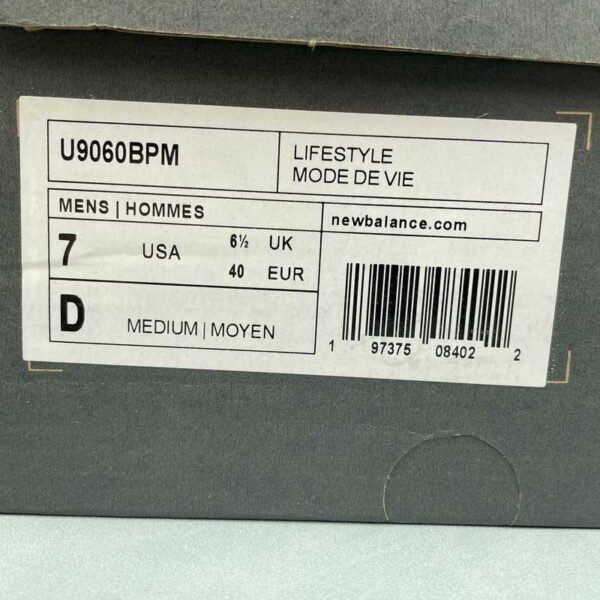 U9060BPM
LIFESTYLE
MODE DE VIE
MENS | HOMMES
7 USA 6½ UK
40 EUR
D MEDIUM | MOYEN
newbalance.com
1 97375 08402 2